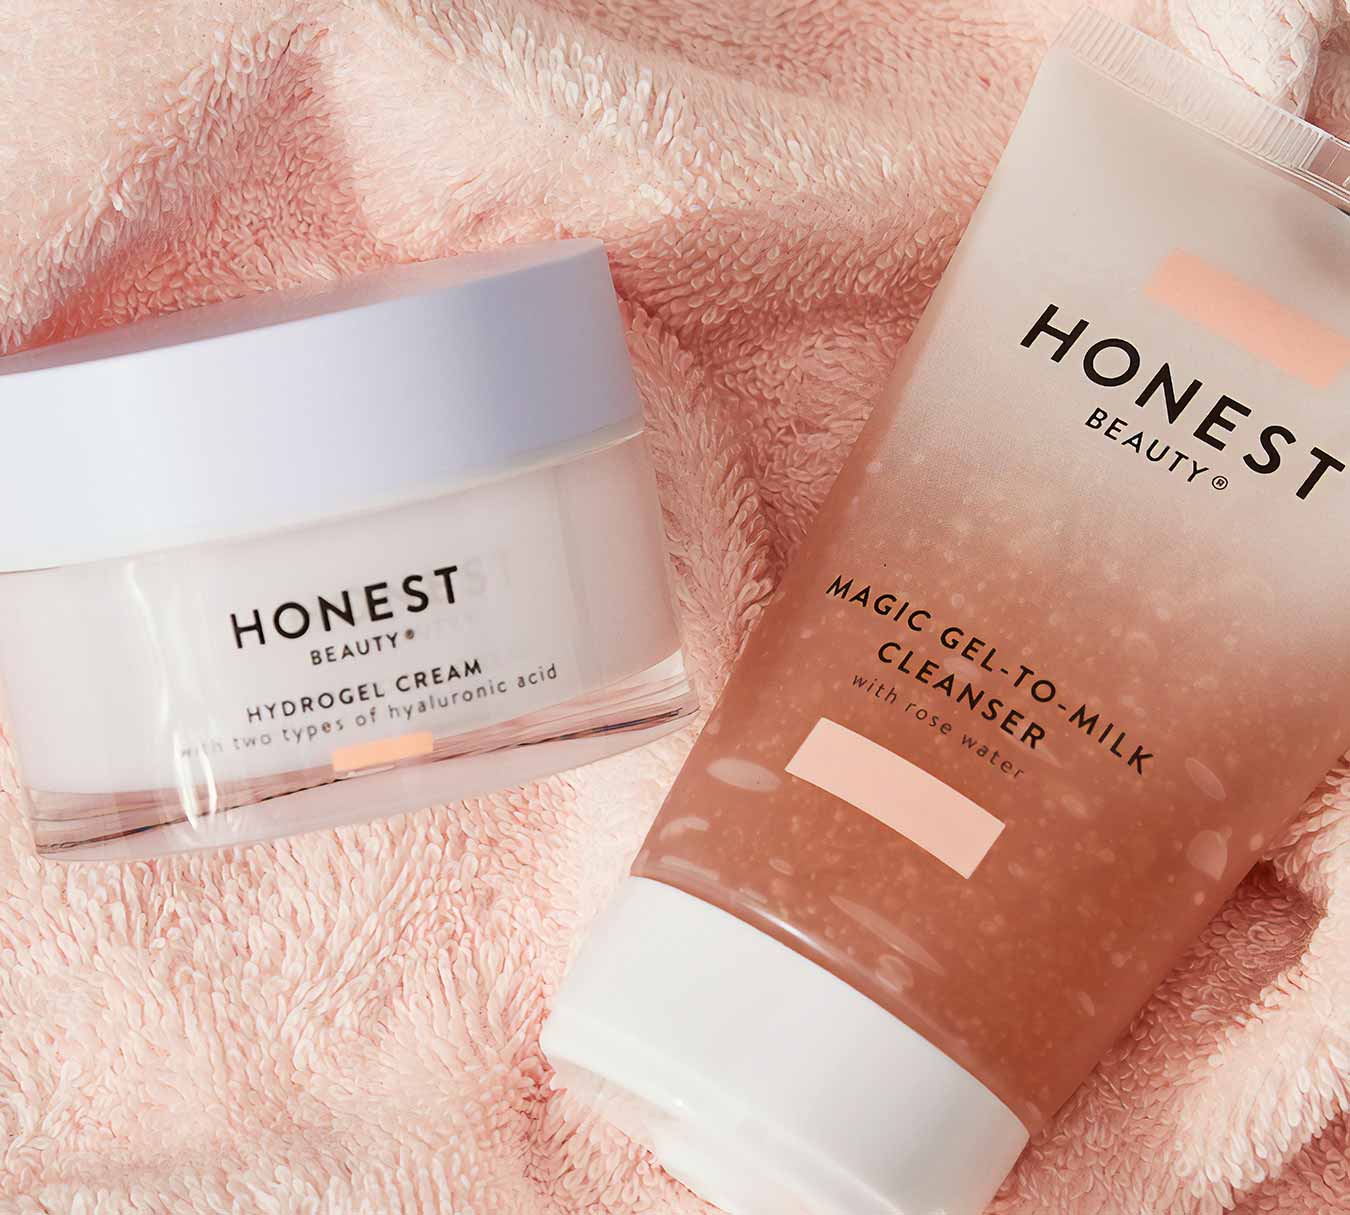 HONEST
BEAUTY®
HYDROGEL CREAM
with two types of hyaluronic acid
HONEST
BEAUTY®
MAGIC GEL-TO-MILK
CLEANSER
with rose water